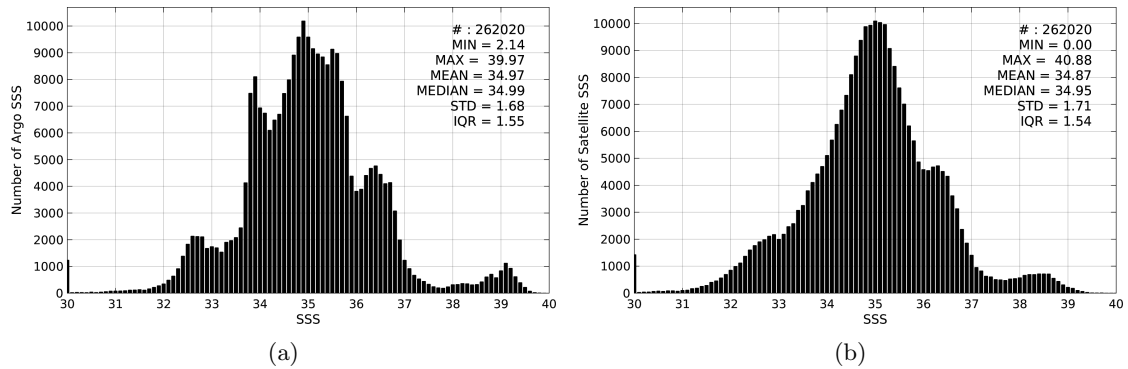 10000
9000
8000
7000
6000
5000
4000
3000
2000
1000
0
Number of Argo SSS
# : 262020
MIN = 2.14
MAX = 39.97
MEAN = 34.97
MEDIAN = 34.99
STD = 1.68
IQR = 1.55
30 31 32 33 34 35 36 37 38 39 40
SSS
(a)
10000
9000
8000
7000
6000
5000
4000
3000
2000
1000
0
Number of Satellite SSS
# : 262020
MIN = 0.00
MAX = 40.88
MEAN = 34.87
MEDIAN = 34.95
STD = 1.71
IQR = 1.54
30 31 32 33 34 35 36 37 38 39 40
SSS
(b)